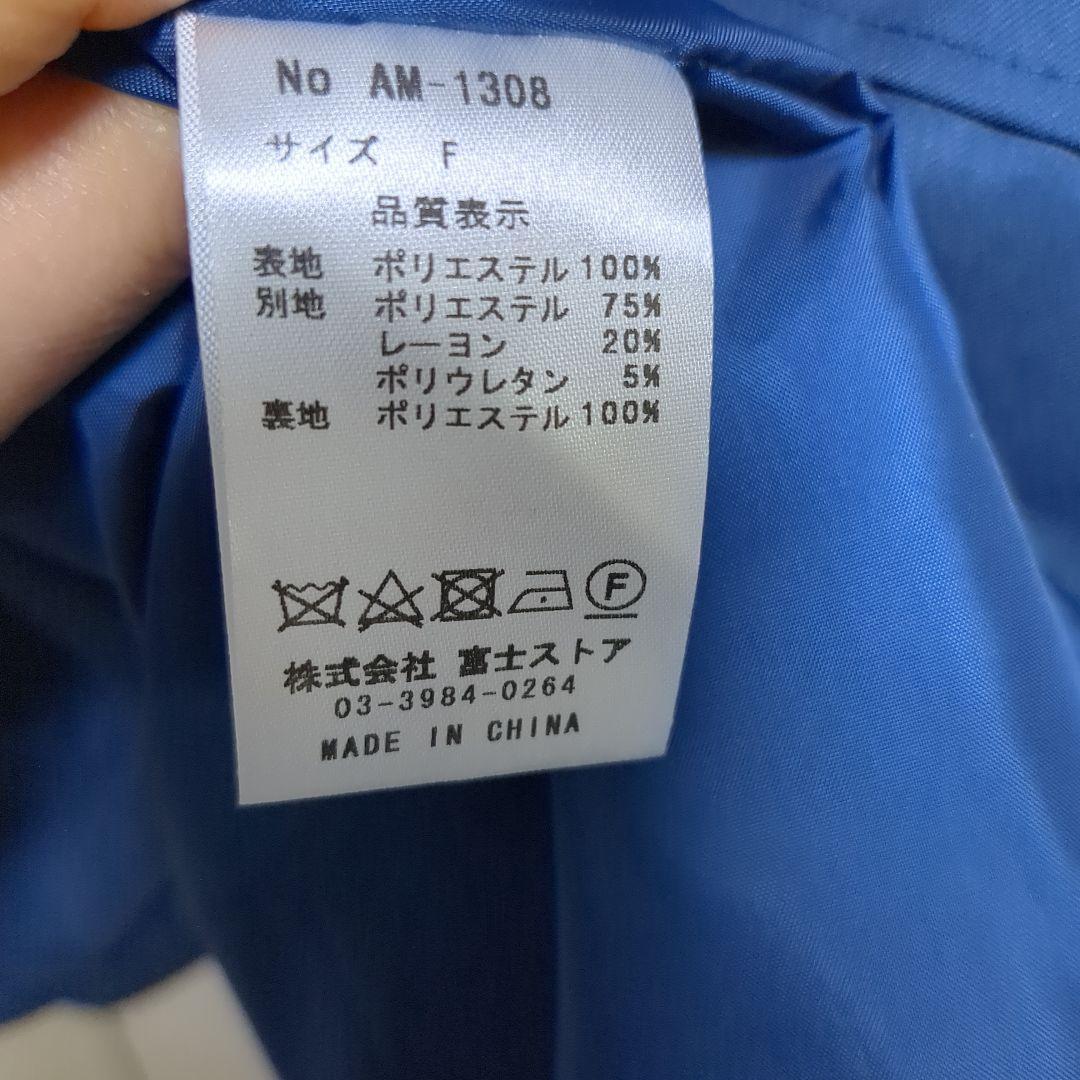 No AM-1308
サイズ F
品質表示
表地 ポリエステル 100%
別地 ポリエステル 75%
レーヨン 20%
ポリウレタン 5%
裏地 ポリエステル 100%
F
株式会社 富士ストア
03-3984-0264
MADE IN CHINA